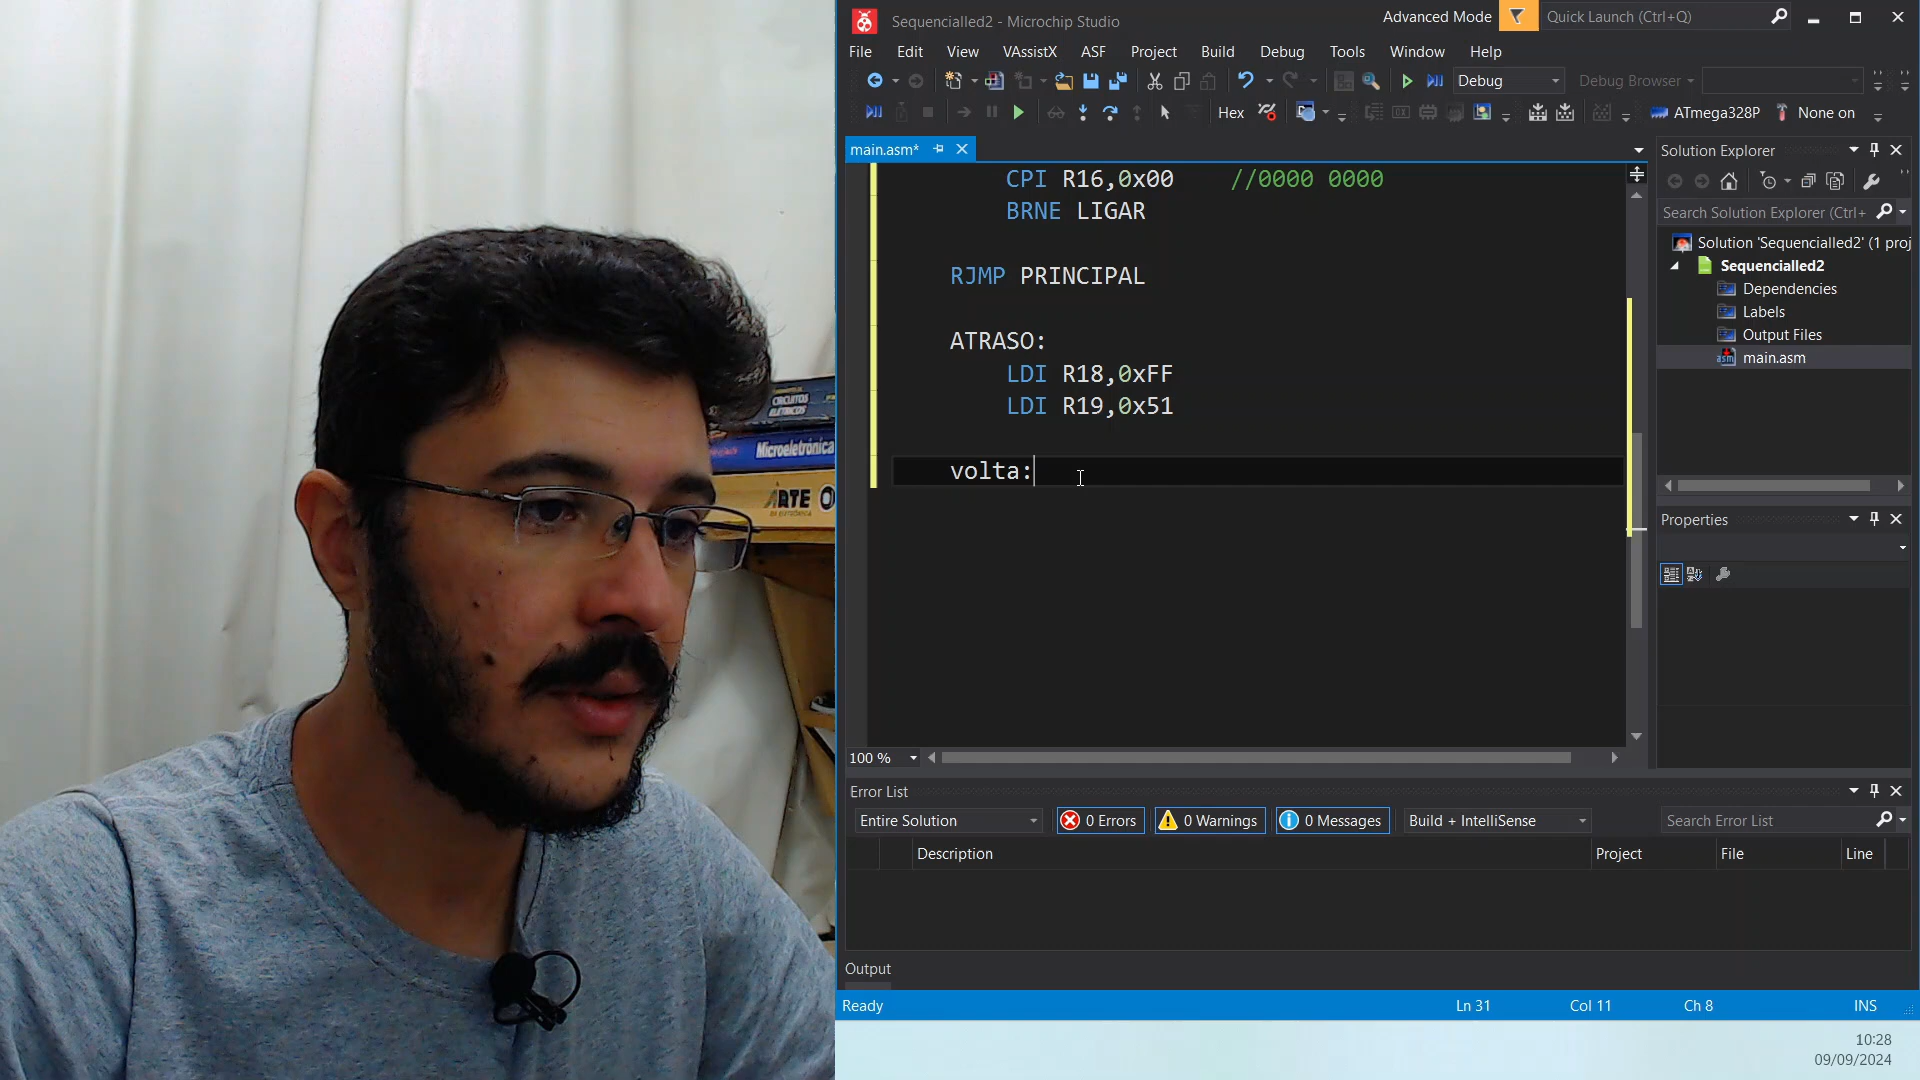 Sequencialled2 - Microchip Studio
Advanced Mode
Quick Launch (Ctrl+Q)
File Edit View VAssistX ASF Project Build Debug Tools Window Help
Debug
Debug Browser
Hex
ATmega328P
None on
main.asm*
CPI R16,0x00 //0000 0000
BRNE LIGAR
RJMP PRINCIPAL
ATRASO:
LDI R18,0xFF
LDI R19,0x51
volta:
100 %
Solution Explorer
Search Solution Explorer (Ctrl+
Solution 'Sequencialled2' (1 proj
Sequencialled2
Dependencies
Labels
Output Files
main.asm
Properties
Error List
Entire Solution
0 Errors
0 Warnings
0 Messages
Build + IntelliSense
Search Error List
Description Project File Line
Output
Ready Ln 31 Col 11 Ch 8 INS
10:28
09/09/2024
CIRCUITOS
ELÉTRICOS
Microeletrónica
ARTE